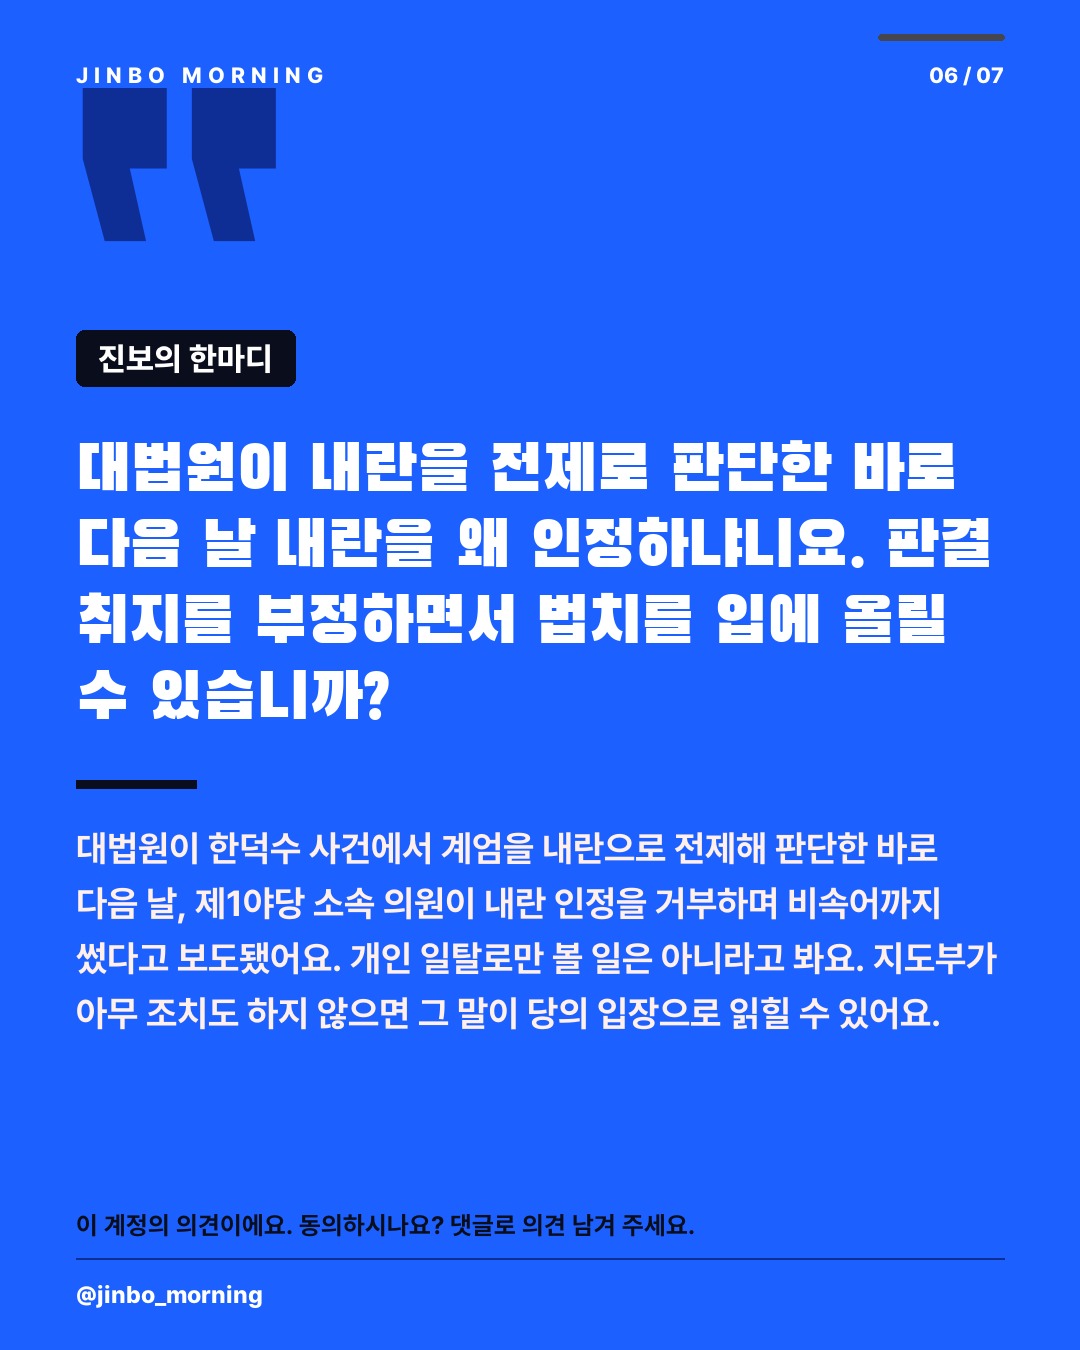 JINBO MORNING
06 / 07
진보의 한마디
대법원이 내란을 전제로 판단한 바로
다음 날 내란을 왜 인정하냐니요. 판결
취지를 부정하면서 법치를 입에 올릴
수 있습니까?
대법원이 한덕수 사건에서 계엄을 내란으로 전제해 판단한 바로
다음 날, 제1야당 소속 의원이 내란 인정을 거부하며 비속어까지
썼다고 보도됐어요. 개인 일탈로만 볼 일은 아니라고 봐요. 지도부가
아무 조치도 하지 않으면 그 말이 당의 입장으로 읽힐 수 있어요.
이 계정의 의견이에요. 동의하시나요? 댓글로 의견 남겨 주세요.
@jinbo_morning